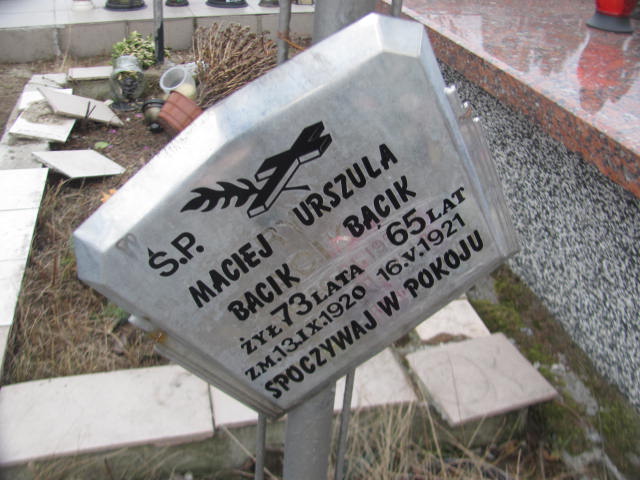 Ś.P.
MACIEJ URSZULA
BACIK BACIK
ŻYŁ 73 LATA 65 LAT
ZM. 13.IX.1920 16.V.1921
SPOCZYWAJ W POKOJU